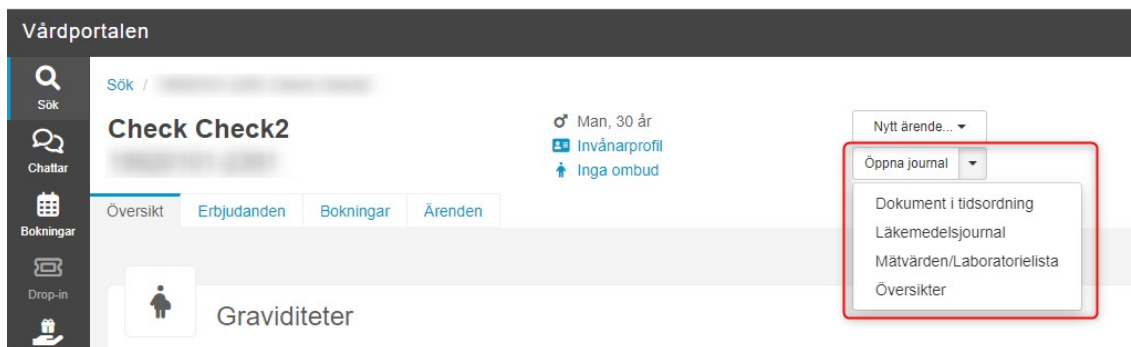 Vårdportalen
Sök
Chattar
Bokningar
Drop-in
Sök /
Check Check2
Man, 30 år
Invånarprofil
Inga ombud
Nytt ärende...
Öppna journal
Dokument i tidsordning
Läkemedelsjournal
Mätvärden/Laboratorielista
Översikter
Översikt Erbjudanden Bokningar Ärenden
Graviditeter